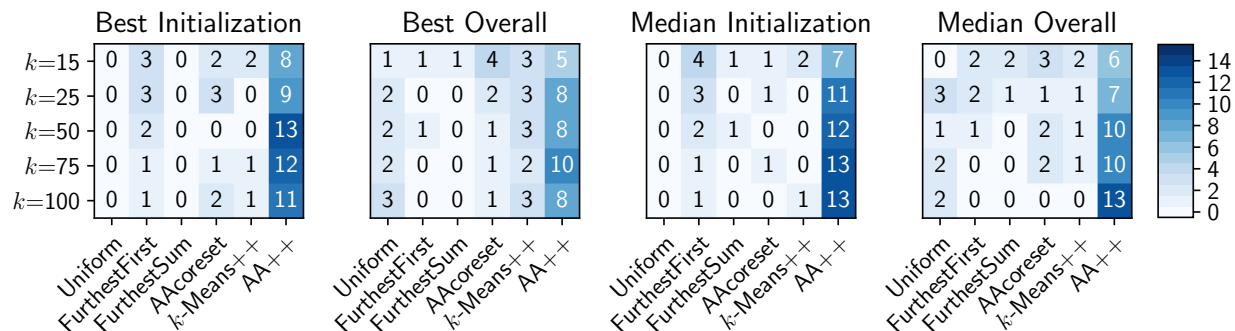 Best Initialization Best Overall Median Initialization Median Overall
k=15 0 3 0 2 2 8 1 1 1 4 3 5 0 4 1 1 2 7 0 2 2 3 2 6
k=25 0 3 0 3 0 9 2 0 0 2 3 8 0 3 0 1 0 11 3 2 1 1 1 7
k=50 0 2 0 0 0 13 2 1 0 1 3 8 0 2 1 0 0 12 1 1 0 2 1 10
k=75 0 1 0 1 1 12 2 0 0 1 2 10 0 1 0 1 0 13 2 0 0 2 1 10
k=100 0 1 0 2 1 11 3 0 0 1 3 8 0 1 0 0 1 13 2 0 0 0 0 13
14
12
10
8
6
4
2
0
Uniform FurthestFirst FurthestSum AAcoreset k-Means++ AA++ Uniform FurthestFirst FurthestSum AAcoreset k-Means++ AA++ Uniform FurthestFirst FurthestSum AAcoreset k-Means++ AA++ Uniform FurthestFirst FurthestSum AAcoreset k-Means++ AA++